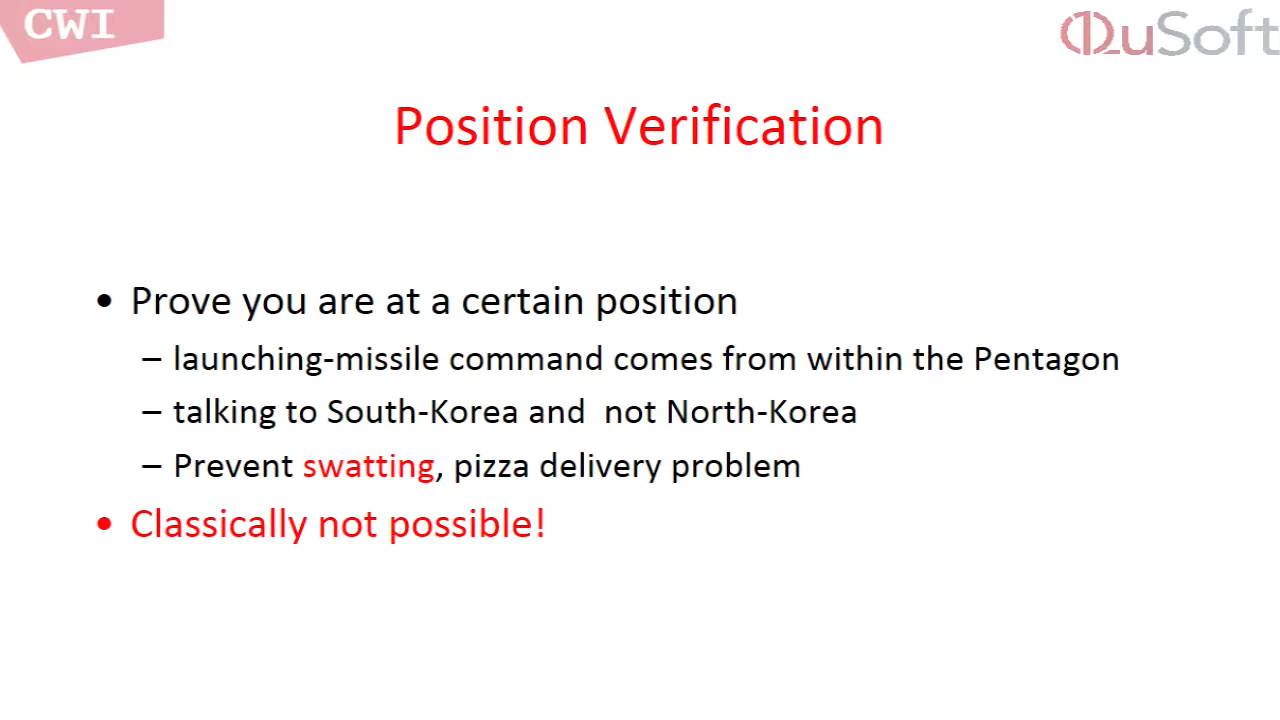 CWI
QuSoft
Position Verification
• Prove you are at a certain position
– launching-missile command comes from within the Pentagon
– talking to South-Korea and  not North-Korea
– Prevent swatting, pizza delivery problem
• Classically not possible!